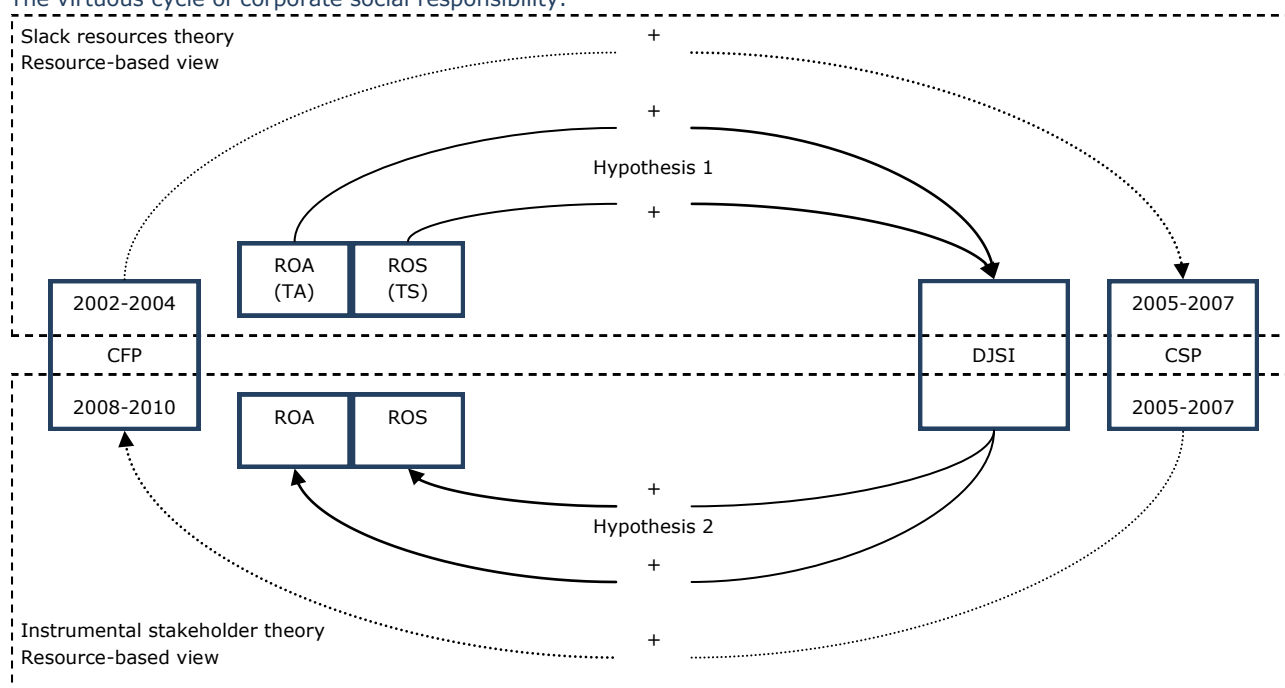 The virtuous cycle of corporate social responsibility.
Slack resources theory
Resource-based view
+
+
Hypothesis 1
+
ROA
(TA)
ROS
(TS)
2002-2004
2005-2007
CFP
DJSI
CSP
2008-2010
ROA
ROS
2005-2007
+
Hypothesis 2
+
+
Instrumental stakeholder theory
Resource-based view